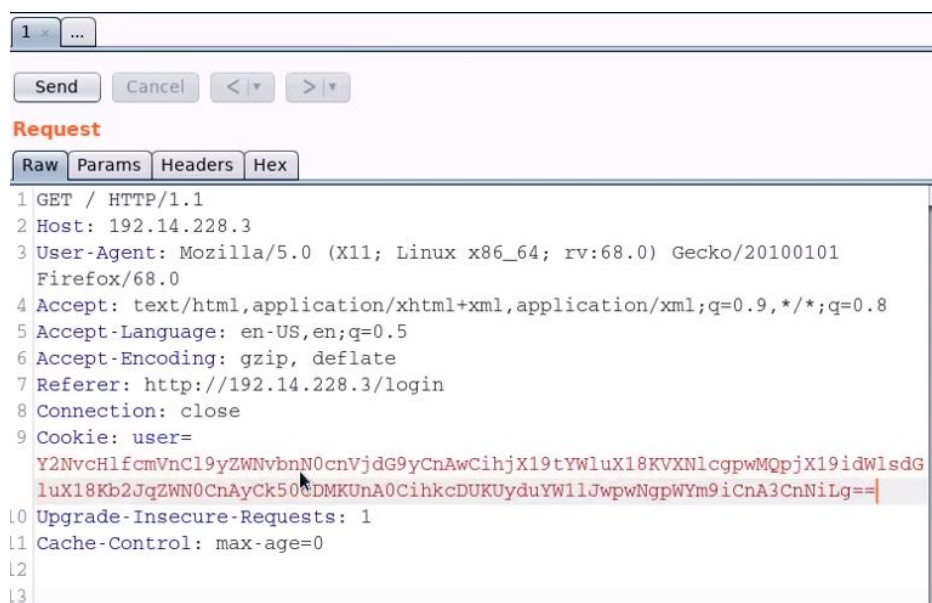 1 × ...
Send Cancel < > 
Request
Raw Params Headers Hex
1 GET / HTTP/1.1
2 Host: 192.14.228.3
3 User-Agent: Mozilla/5.0 (X11; Linux x86_64; rv:68.0) Gecko/20100101
Firefox/68.0
4 Accept: text/html,application/xhtml+xml,application/xml;q=0.9,*/*;q=0.8
5 Accept-Language: en-US,en;q=0.5
6 Accept-Encoding: gzip, deflate
7 Referer: http://192.14.228.3/login
8 Connection: close
9 Cookie: user=
Y2NvcHlfcmVnCl9yZWNvbnN0cnVjdG9yCnAwCihjX19tYWluX18KVXNlcgpwMQpjX19idWlsdG
luX18Kb2JqZWN0CnAyCk50cDMKUnA0CihkcDUKUyduYW1lJwpwNgpWYm9iCnA3CnNiLg==
10 Upgrade-Insecure-Requests: 1
11 Cache-Control: max-age=0
12
13